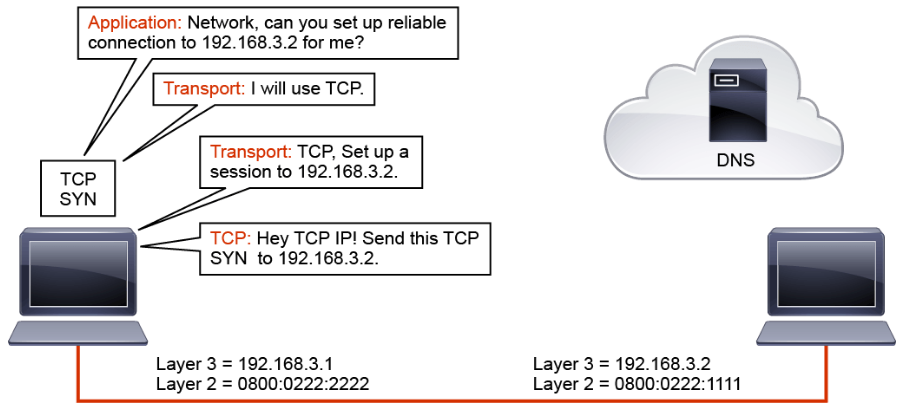 Application: Network, can you set up reliable
connection to 192.168.3.2 for me?
Transport: I will use TCP.
Transport: TCP, Set up a
session to 192.168.3.2.
TCP
SYN
TCP: Hey TCP IP! Send this TCP
SYN to 192.168.3.2.
DNS
Layer 3 = 192.168.3.1
Layer 2 = 0800:0222:2222
Layer 3 = 192.168.3.2
Layer 2 = 0800:0222:1111